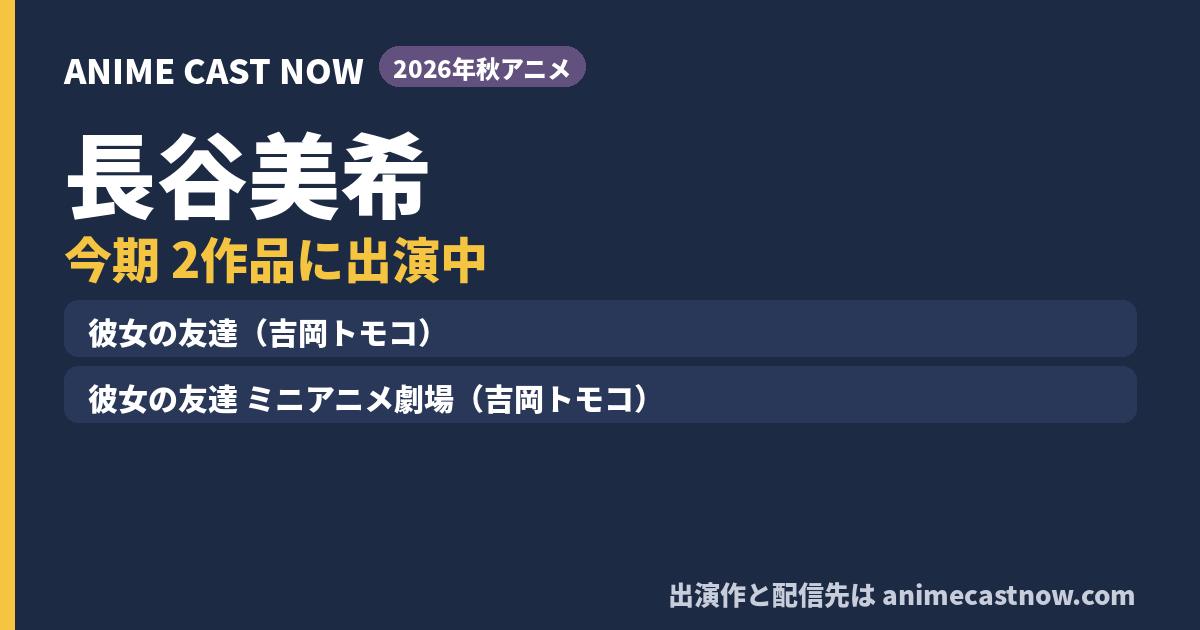 ANIME CAST NOW 2026年秋アニメ
長谷美希
今期 2作品に出演中
彼女の友達（吉岡トモコ）
彼女の友達 ミニアニメ劇場（吉岡トモコ）
出演作と配信先は animecastnow.com